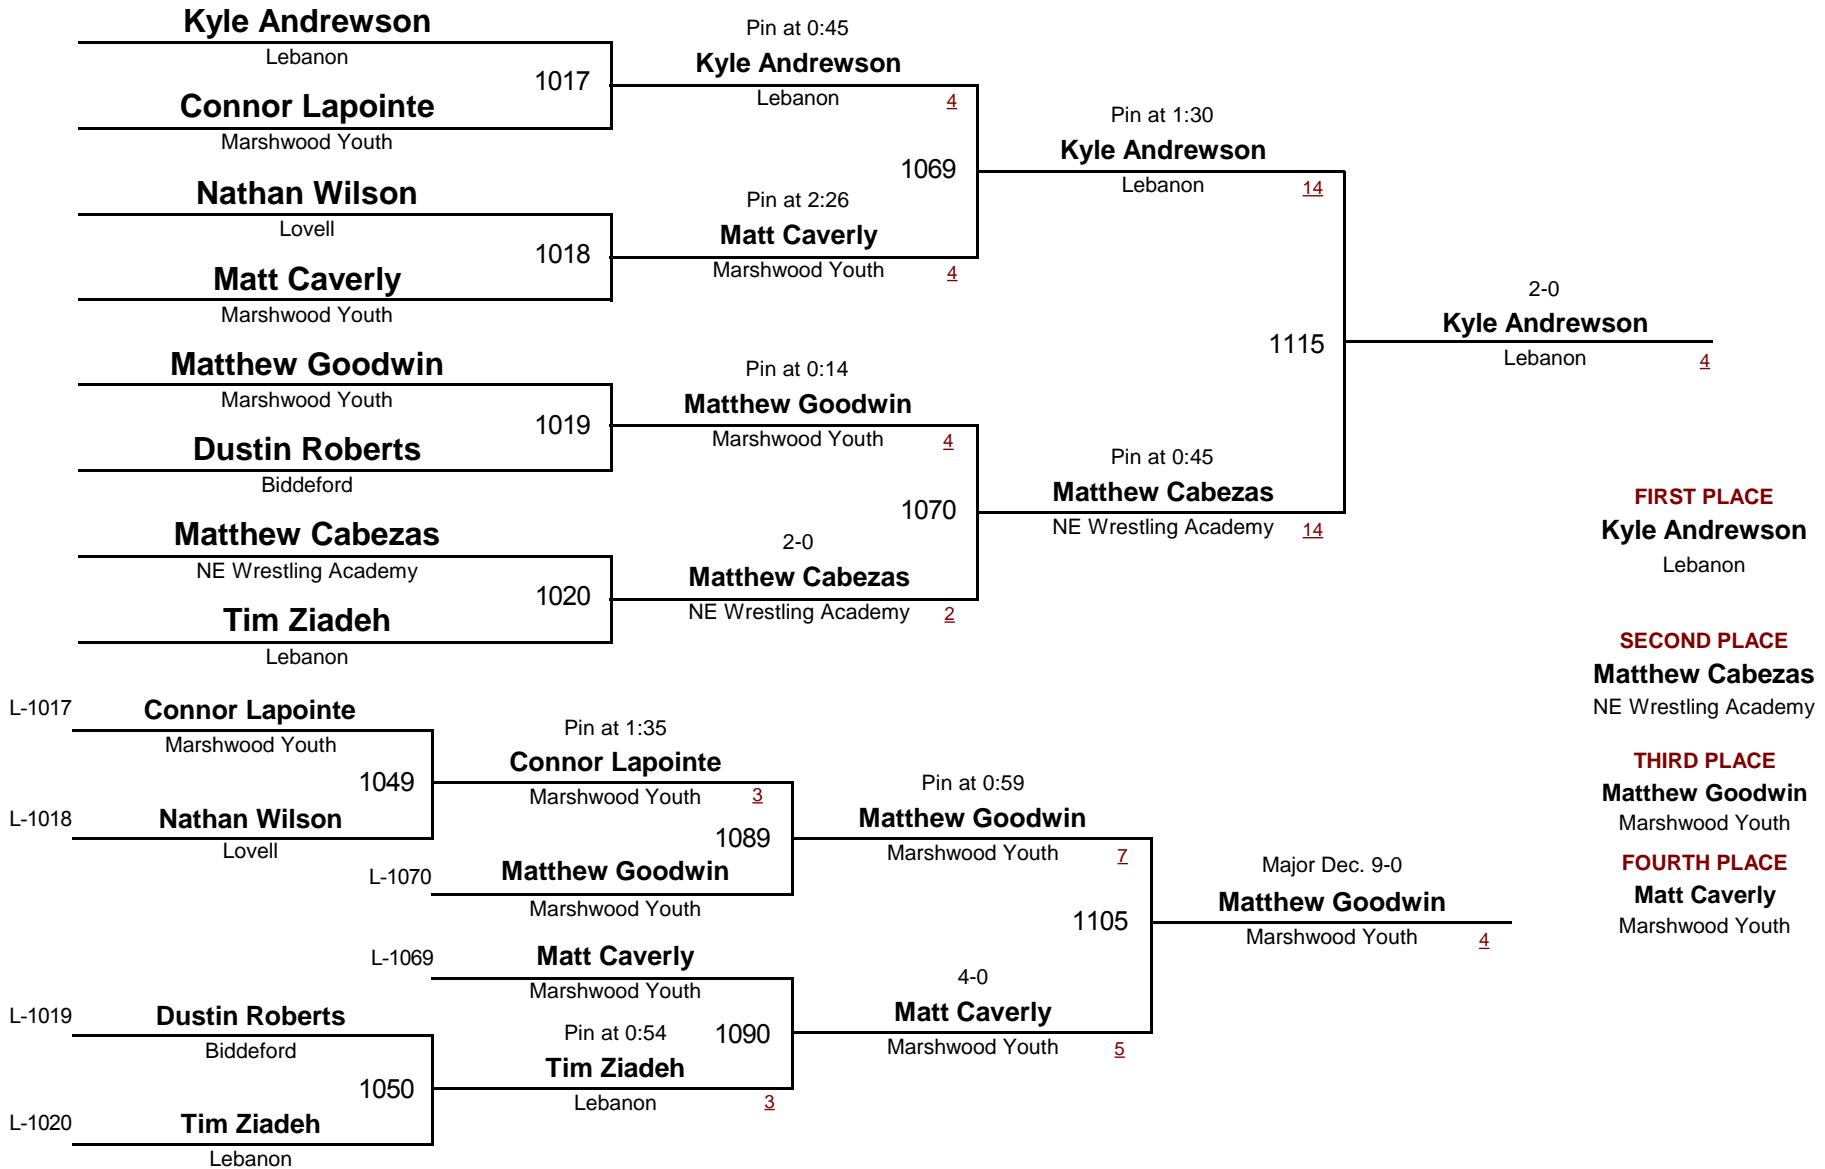 Kyle Andrewson
Lebanon
1017
Connor Lapointe
Marshwood Youth
Nathan Wilson
Lovell
1018
Matt Caverly
Marshwood Youth
Matthew Goodwin
Marshwood Youth
1019
Dustin Roberts
Biddeford
Matthew Cabezas
NE Wrestling Academy
1020
Tim Ziadeh
Lebanon
Pin at 0:45
Kyle Andrewson
Lebanon 4
1069
Pin at 2:26
Matt Caverly
Marshwood Youth 4
Pin at 0:14
Matthew Goodwin
Marshwood Youth 4
1070
2-0
Matthew Cabezas
NE Wrestling Academy 2
Pin at 1:30
Kyle Andrewson
Lebanon 14
1115
Pin at 0:45
Matthew Cabezas
NE Wrestling Academy 14
2-0
Kyle Andrewson
Lebanon 4
FIRST PLACE
Kyle Andrewson
Lebanon
SECOND PLACE
Matthew Cabezas
NE Wrestling Academy
THIRD PLACE
Matthew Goodwin
Marshwood Youth
FOURTH PLACE
Matt Caverly
Marshwood Youth
L-1017 Connor Lapointe
Marshwood Youth
1049
L-1018 Nathan Wilson
Lovell
Pin at 1:35
Connor Lapointe
Marshwood Youth 3
1089
L-1070 Matthew Goodwin
Marshwood Youth
L-1069 Matt Caverly
Marshwood Youth
1090
L-1019 Dustin Roberts
Biddeford
1050
L-1020 Tim Ziadeh
Lebanon
Pin at 0:54
Tim Ziadeh
Lebanon 3
Pin at 0:59
Matthew Goodwin
Marshwood Youth 7
1105
4-0
Matt Caverly
Marshwood Youth 5
Major Dec. 9-0
Matthew Goodwin
Marshwood Youth 4